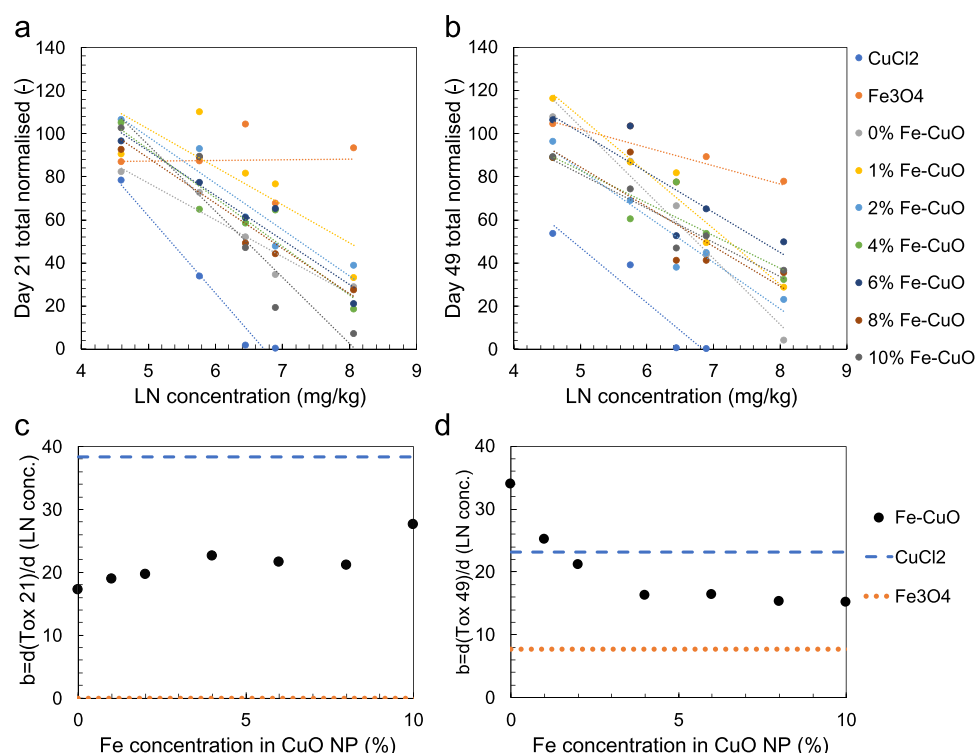 a
b
140
120
100
80
60
40
20
0
Day 21 total normalised (-)
4 5 6 7 8 9
LN concentration (mg/kg)
140
120
100
80
60
40
20
0
Day 49 total normalised (-)
4 5 6 7 8 9
LN concentration (mg/kg)
CuCl2
Fe3O4
0% Fe-CuO
1% Fe-CuO
2% Fe-CuO
4% Fe-CuO
6% Fe-CuO
8% Fe-CuO
10% Fe-CuO
c
d
40
30
20
10
0
b=d(Tox 21)/d (LN conc.)
0 5 10
Fe concentration in CuO NP (%)
40
30
20
10
0
b=d(Tox 49)/d (LN conc.)
0 5 10
Fe concentration in CuO NP (%)
Fe-CuO
CuCl2
Fe3O4